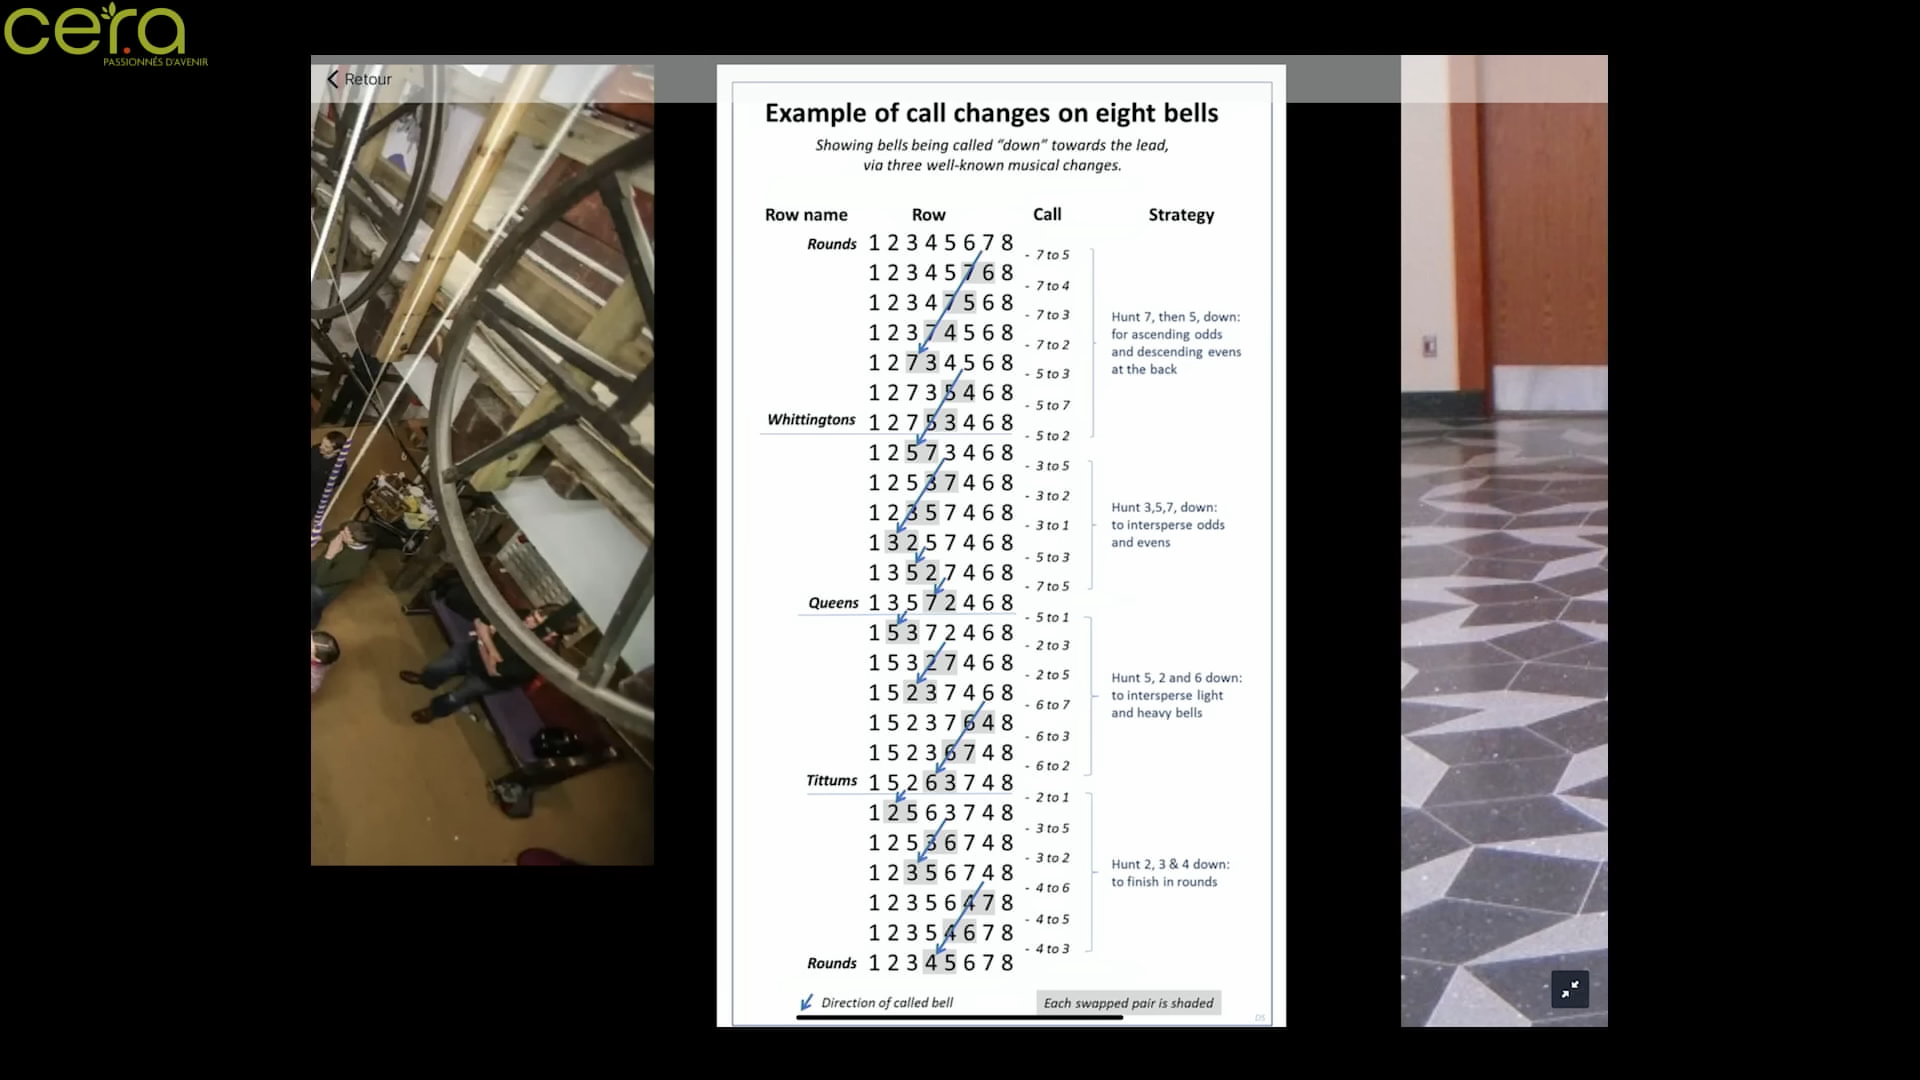 cera
PASSIONNÉS D'AVENIR
Retour
Example of call changes on eight bells
Showing bells being called “down” towards the lead,
via three well-known musical changes.
Row name Row Call Strategy
Rounds 1 2 3 4 5 6 7 8
- 7 to 5
1 2 3 4 5 7 6 8
- 7 to 4
1 2 3 4 7 5 6 8
- 7 to 3
1 2 3 7 4 5 6 8
- 7 to 2
1 2 7 3 4 5 6 8
- 5 to 3
1 2 7 3 5 4 6 8
- 5 to 7
Whittingtons 1 2 7 5 3 4 6 8
- 5 to 2
Hunt 7, then 5, down:
for ascending odds
and descending evens
at the back
1 2 5 7 3 4 6 8
- 3 to 5
1 2 5 3 7 4 6 8
- 3 to 2
1 2 3 5 7 4 6 8
- 3 to 1
1 3 2 5 7 4 6 8
- 5 to 3
1 3 5 2 7 4 6 8
- 7 to 5
Queens 1 3 5 7 2 4 6 8
Hunt 3,5,7, down:
to intersperse odds
and evens
- 5 to 1
1 5 3 7 2 4 6 8
- 2 to 3
1 5 3 2 7 4 6 8
- 2 to 5
1 5 2 3 7 4 6 8
- 6 to 7
1 5 2 3 7 6 4 8
- 6 to 3
1 5 2 3 6 7 4 8
- 6 to 2
Tittums 1 5 2 6 3 7 4 8
Hunt 5, 2 and 6 down:
to intersperse light
and heavy bells
- 2 to 1
1 2 5 6 3 7 4 8
- 3 to 5
1 2 5 3 6 7 4 8
- 3 to 2
1 2 3 5 6 7 4 8
- 4 to 6
1 2 3 5 6 4 7 8
- 4 to 5
1 2 3 5 4 6 7 8
- 4 to 3
Rounds 1 2 3 4 5 6 7 8
Hunt 2, 3 & 4 down:
to finish in rounds
Direction of called bell
Each swapped pair is shaded
DS